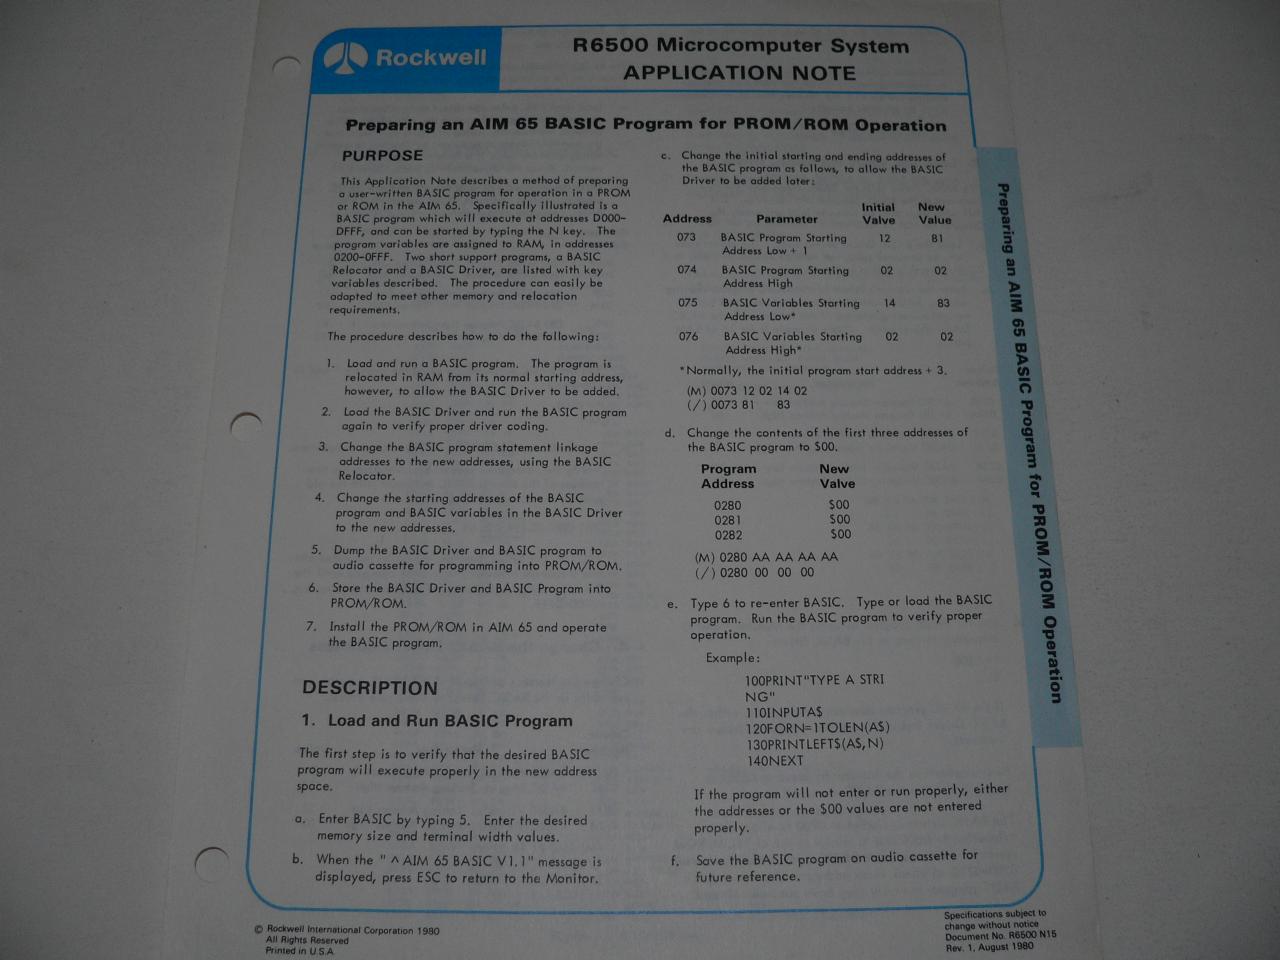 Rockwell
R6500 Microcomputer System
APPLICATION NOTE
Preparing an AIM 65 BASIC Program for PROM/ROM Operation
PURPOSE
This Application Note describes a method of preparing
a user-written BASIC program for operation in a PROM
or ROM in the AIM 65. Specifically illustrated is a
BASIC program which will execute at addresses D000-
DFFF, and can be started by typing the N key. The
program variables are assigned to RAM, in addresses
0200-0FFF. Two short support programs, a BASIC
Relocator and a BASIC Driver, are listed with key
variables described. The procedure can easily be
adapted to meet other memory and relocation
requirements.
The procedure describes how to do the following:
1. Load and run a BASIC program. The program is
relocated in RAM from its normal starting address,
however, to allow the BASIC Driver to be added.
2. Load the BASIC Driver and run the BASIC program
again to verify proper driver coding.
3. Change the BASIC program statement linkage
addresses to the new addresses, using the BASIC
Relocator.
4. Change the starting addresses of the BASIC
program and BASIC variables in the BASIC Driver
to the new addresses.
5. Dump the BASIC Driver and BASIC program to
audio cassette for programming into PROM/ROM.
6. Store the BASIC Driver and BASIC Program into
PROM/ROM.
7. Install the PROM/ROM in AIM 65 and operate
the BASIC program.
DESCRIPTION
1. Load and Run BASIC Program
The first step is to verify that the desired BASIC
program will execute properly in the new address
space.
a. Enter BASIC by typing 5. Enter the desired
memory size and terminal width values.
b. When the " ^ AIM 65 BASIC V1.1" message is
displayed, press ESC to return to the Monitor.
c. Change the initial starting and ending addresses of
the BASIC program as follows, to allow the BASIC
Driver to be added later:
Address Parameter Initial Valve New Value
073 BASIC Program Starting 12 81
Address Low + 1
074 BASIC Program Starting 02 02
Address High
075 BASIC Variables Starting 14 83
Address Low*
076 BASIC Variables Starting 02 02
Address High*
*Normally, the initial program start address + 3.
(M) 0073 12 02 14 02
(/) 0073 81 83
d. Change the contents of the first three addresses of
the BASIC program to $00.
Program New
Address Valve
0280 $00
0281 $00
0282 $00
(M) 0280 AA AA AA AA
(/) 0280 00 00 00
e. Type 6 to re-enter BASIC. Type or load the BASIC
program. Run the BASIC program to verify proper
operation.
Example:
100PRINT"TYPE A STRI
NG"
110INPUTA$
120FORN=1TOLEN(A$)
130PRINTLEFT$(A$,N)
140NEXT
If the program will not enter or run properly, either
the addresses or the $00 values are not entered
properly.
f. Save the BASIC program on audio cassette for
future reference.
Preparing an AIM 65 BASIC Program for PROM/ROM Operation
© Rockwell International Corporation 1980
All Rights Reserved
Printed in U.S.A.
Specifications subject to
change without notice
Document No. R6500 N15
Rev. 1, August 1980